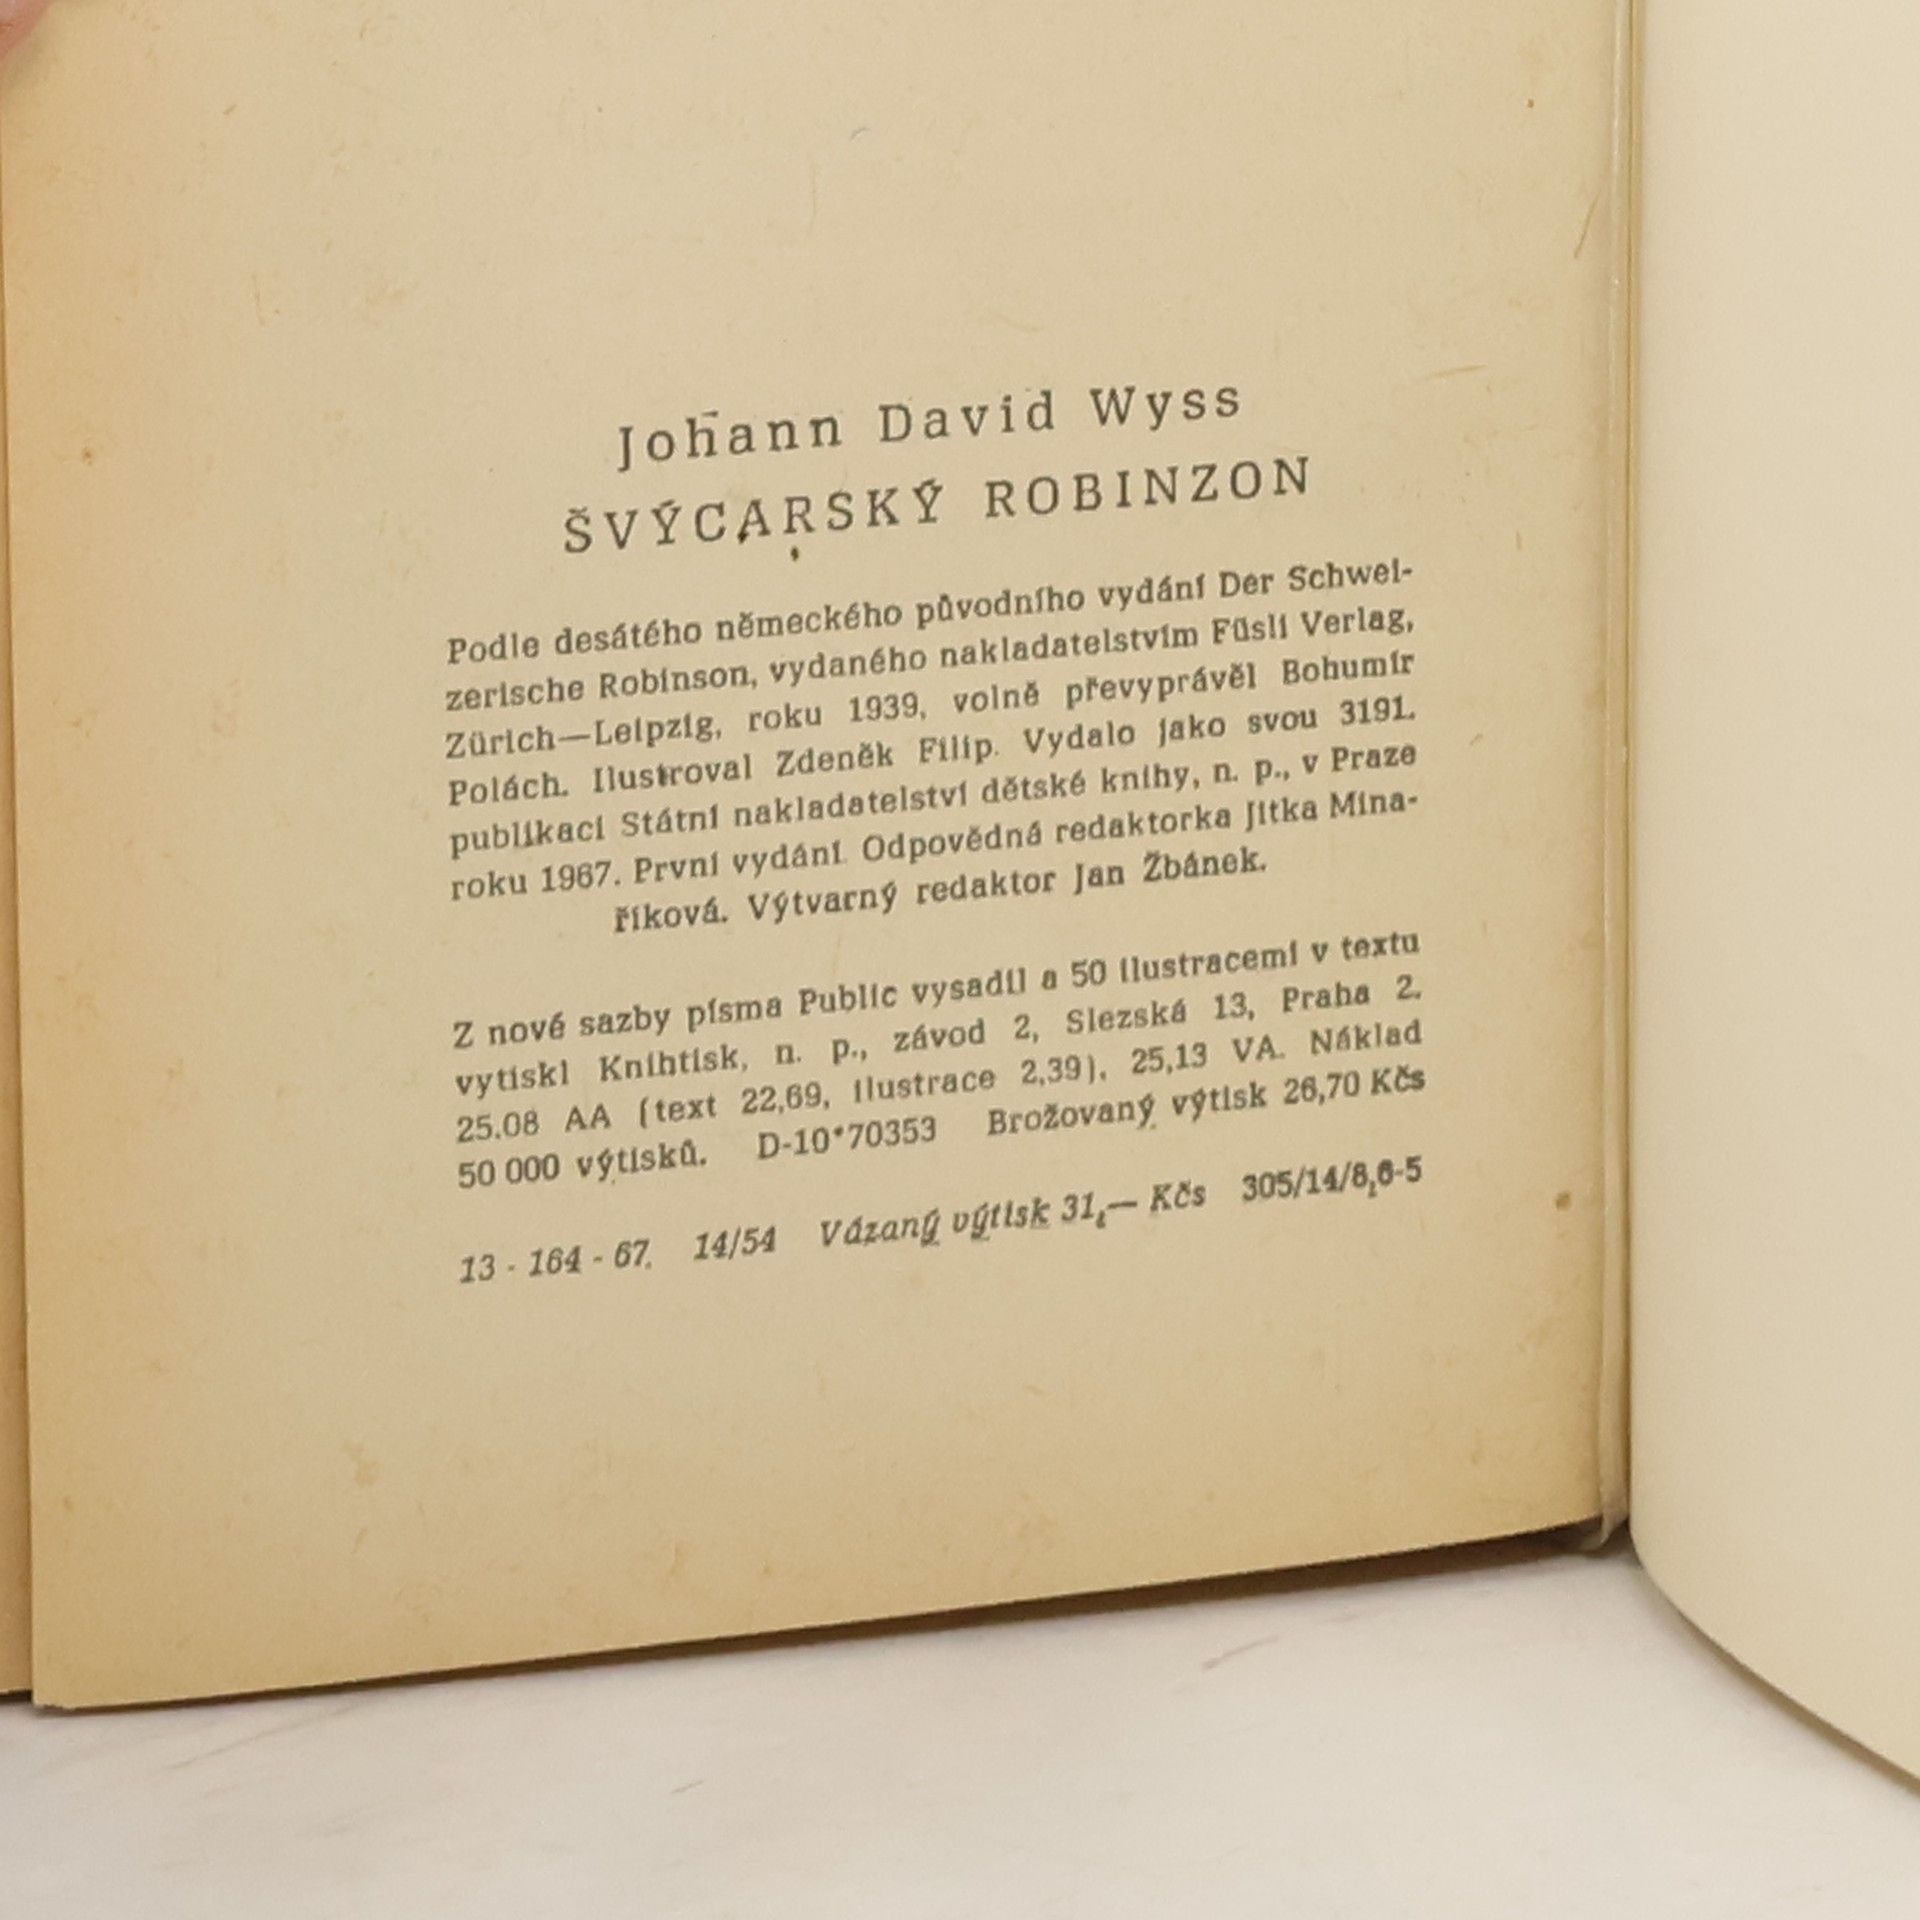 Johann David Wyss
ŠVÝCARSKÝ ROBINZON
Podle desátého německého původního vydání Der Schwei-
zerische Robinson, vydaného nakladatelstvím Füsli Verlag,
Zürich—Leipzig, roku 1939, volně převyprávěl Bohumír
Polách. Ilustroval Zdeněk Filip. Vydalo jako svou 3191.
publikaci Státní nakladatelství dětské knihy, n. p., v Praze
roku 1967. První vydání. Odpovědná redaktorka Jitka Mina-
říková. Výtvarný redaktor Jan Žbánek.
Z nové sazby písma Public vysadil a 50 ilustracemi v textu
vytiskl Knihtisk, n. p., závod 2, Slezská 13, Praha 2.
25.08 AA (text 22,69, ilustrace 2,39), 25,13 VA. Náklad
50 000 výtisků. D-10*70353 Brožovaný výtisk 26,70 Kčs
13 - 164 - 67. 14/54 Vázaný výtisk 31,— Kčs 305/14/8,6-5